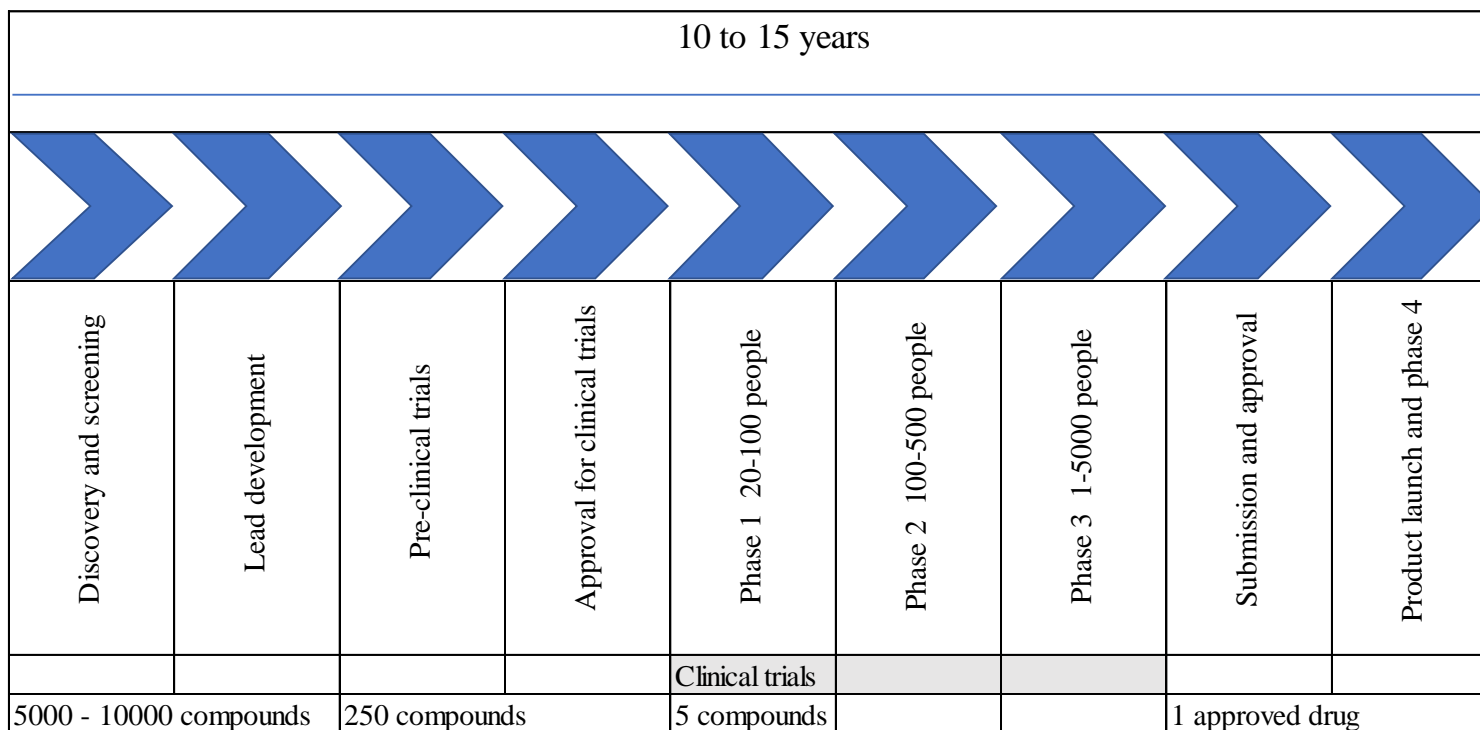 10 to 15 years
Discovery and screening
Lead development
Pre-clinical trials
Approval for clinical trials
Phase 1  20-100 people
Phase 2  100-500 people
Phase 3  1-5000 people
Submission and approval
Product launch and phase 4
Clinical trials
5000 - 10000 compounds
250 compounds
5 compounds
1 approved drug